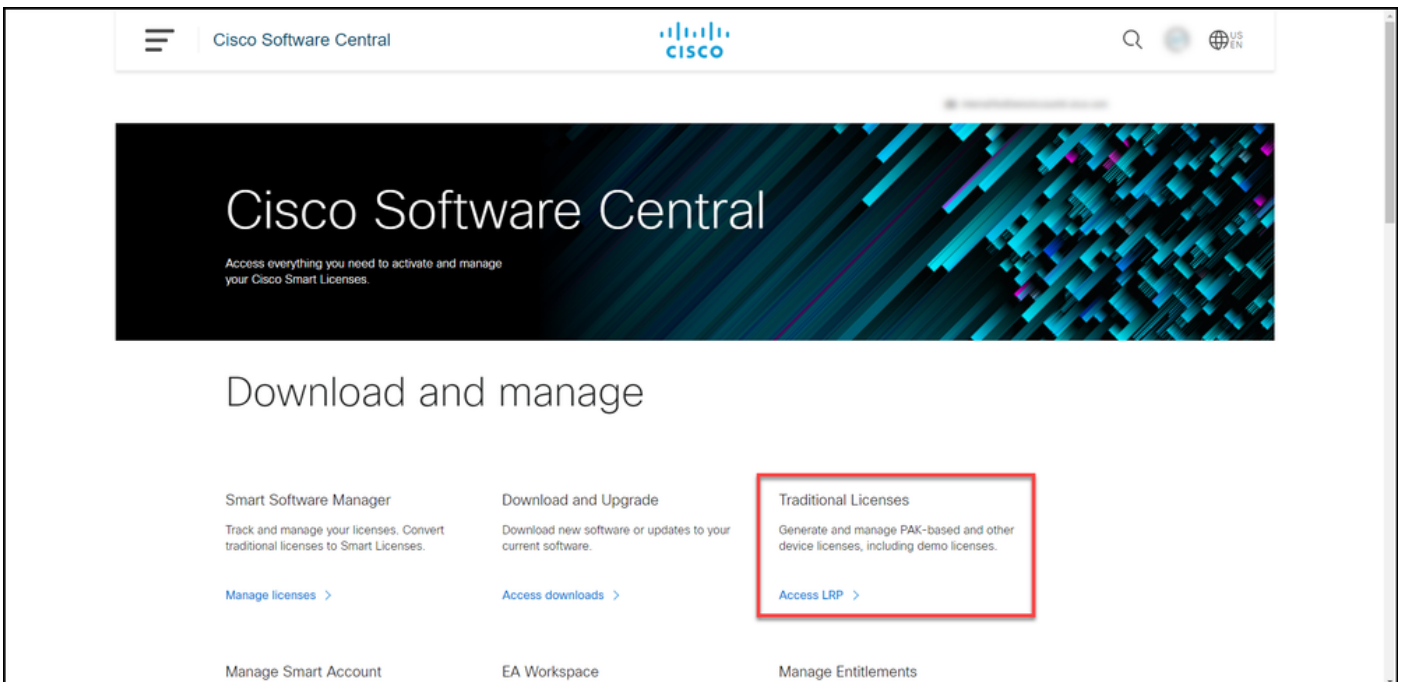 Cisco Software Central
CISCO
US
EN
Cisco Software Central
Access everything you need to activate and manage
your Cisco Smart Licenses.
Download and manage
Smart Software Manager
Track and manage your licenses. Convert
traditional licenses to Smart Licenses.
Manage licenses >
Download and Upgrade
Download new software or updates to your
current software.
Access downloads >
Traditional Licenses
Generate and manage PAK-based and other
device licenses, including demo licenses.
Access LRP >
Manage Smart Account
EA Workspace
Manage Entitlements